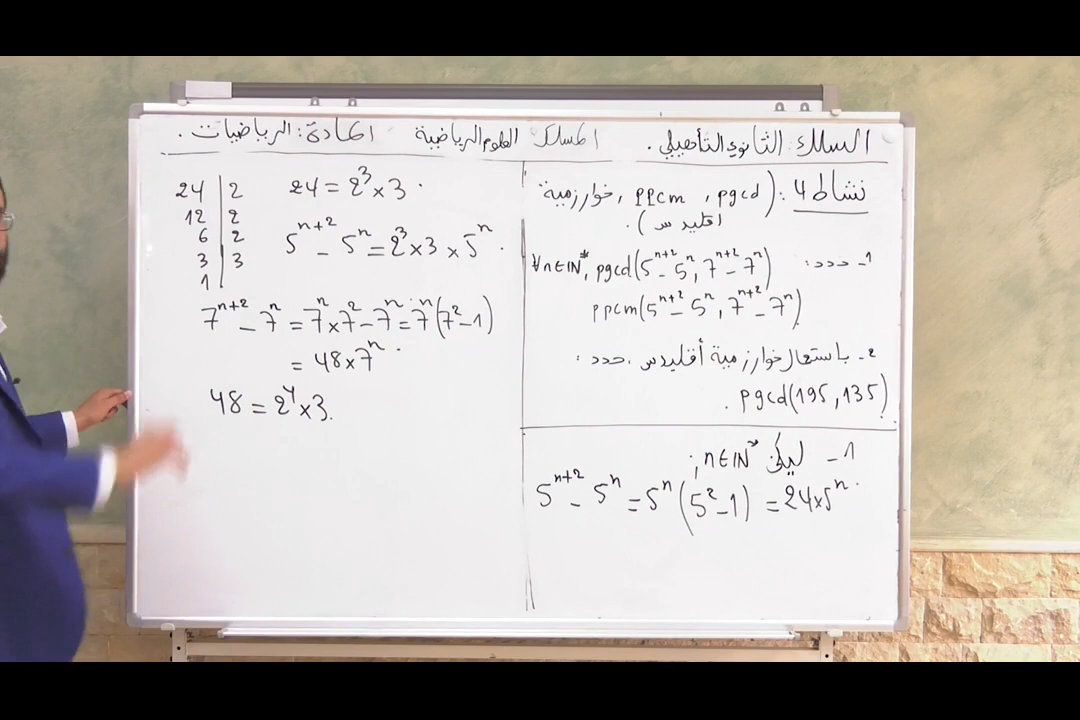 السلك: الثانوي التأهيلي . المسلك العلوم الرياضية المادة: الرياضيات.
نشاط 4: (pgcd , ppcm , خوارزمية
اقليدس).
1- حدد: ∀n∈IN*, pgcd(5^{n+2} - 5^n, 7^{n+2} - 7^n)
ppcm(5^{n+2} - 5^n, 7^{n+2} - 7^n)
2- باستعمال خوارزمية أقليدس، حدد:
pgcd(195, 135).
1- ليكن n∈IN*;
5^{n+2} - 5^n = 5^n (5^2 - 1) = 24×5^n.
24 | 2
12 | 2
6 | 2
3 | 3
1 |
24 = 2^3 × 3.
5^{n+2} - 5^n = 2^3 × 3 × 5^n.
7^{n+2} - 7^n = 7^n × 7^2 - 7^n = 7^n (7^2 - 1)
= 48 × 7^n.
48 = 2^4 × 3.